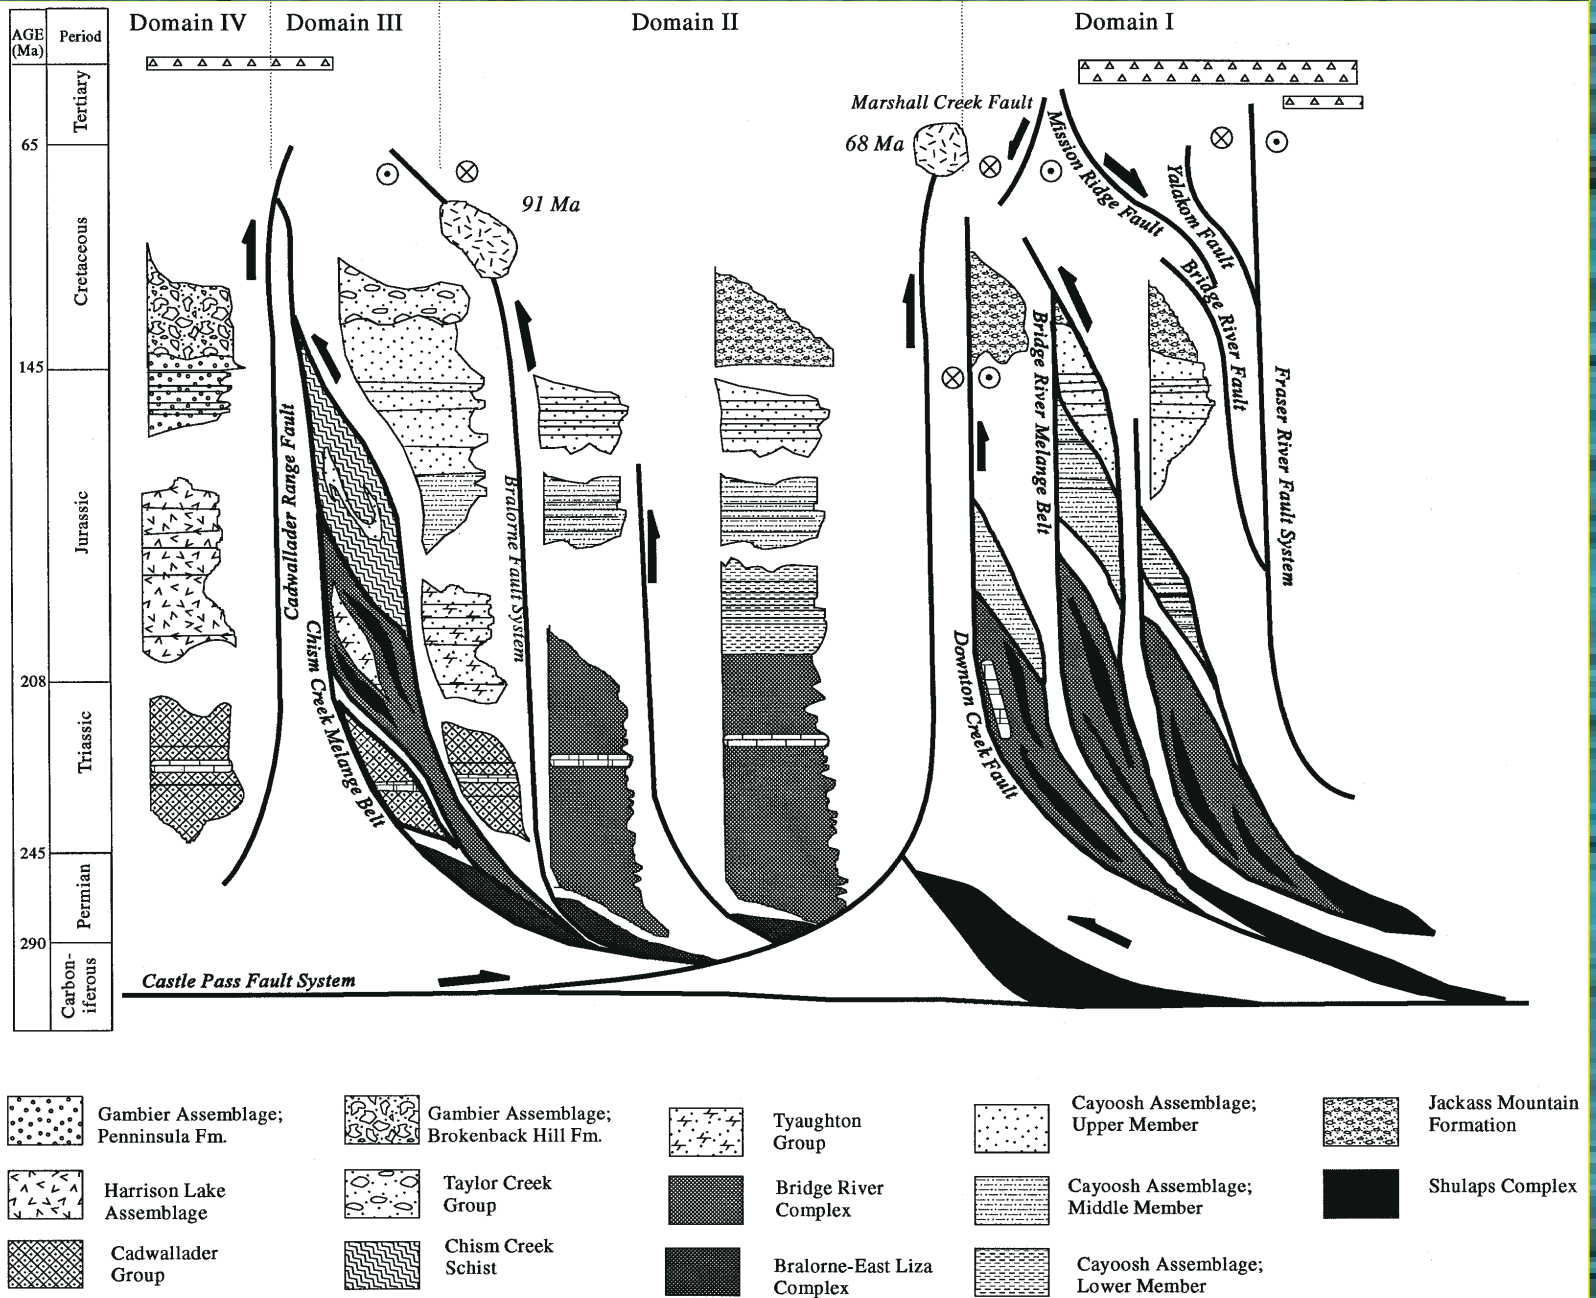 Domain IV
Domain III
Domain II
Domain I
AGE
(Ma)
Period
Tertiary
65
Cretaceous
145
Jurassic
208
Triassic
245
Permian
290
Carbon-
iferous
Marshall Creek Fault
68 Ma
91 Ma
Mission Ridge Fault
Yalakom Fault
Bridge River Fault
Fraser River Fault System
Bridge River Melange Belt
Downton Creek Fault
Bralorne Fault System
Cadwallader Range Fault
Chism Creek Melange Belt
Castle Pass Fault System
Gambier Assemblage;
Penninsula Fm.
Gambier Assemblage;
Brokenback Hill Fm.
Tyaughton
Group
Cayoosh Assemblage;
Upper Member
Jackass Mountain
Formation
Harrison Lake
Assemblage
Taylor Creek
Group
Bridge River
Complex
Cayoosh Assemblage;
Middle Member
Shulaps Complex
Cadwallader
Group
Chism Creek
Schist
Bralorne-East Liza
Complex
Cayoosh Assemblage;
Lower Member